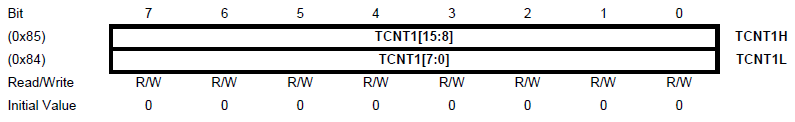 Bit 7 6 5 4 3 2 1 0
(0x85) TCNT1[15:8] TCNT1H
(0x84) TCNT1[7:0] TCNT1L
Read/Write R/W R/W R/W R/W R/W R/W R/W R/W
Initial Value 0 0 0 0 0 0 0 0